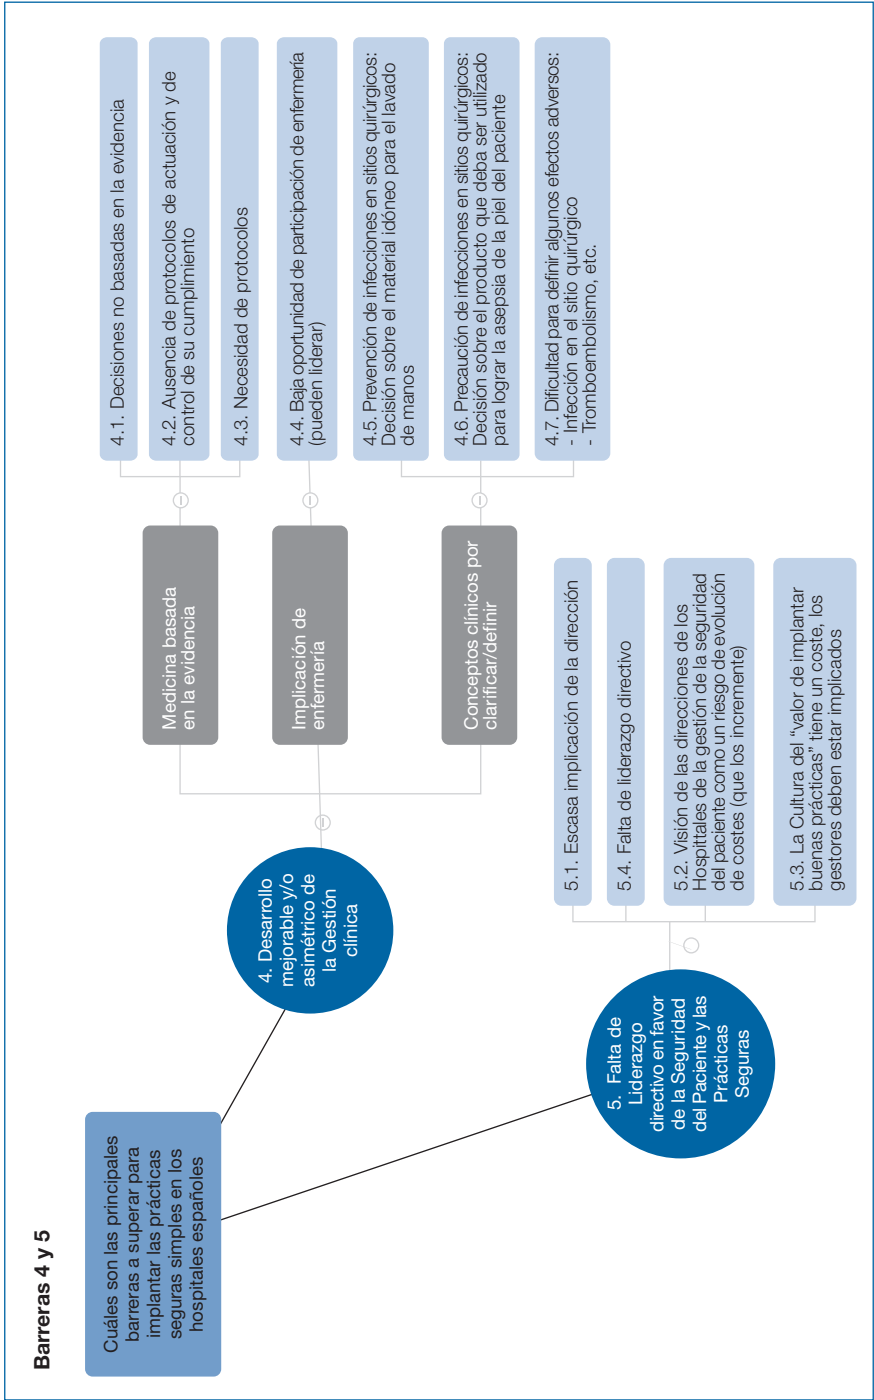 Barreras 4 y 5
Cuáles son las principales
barreras a superar para
implantar las prácticas
seguras simples en los
hospitales españoles
4. Desarrollo
mejorable y/o
asimétrico de
la Gestión
clínica
Medicina basada
en la evidencia
4.1. Decisiones no basadas en la evidencia
4.2. Ausencia de protocolos de actuación y de
control de su cumplimiento
4.3. Necesidad de protocolos
Implicación de
enfermería
4.4. Baja oportunidad de participación de enfermería
(pueden liderar)
Conceptos clínicos por
clarificar/definir
4.5. Prevención de infecciones en sitios quirúrgicos:
Decisión sobre el material idóneo para el lavado
de manos
4.6. Precaución de infecciones en sitios quirúrgicos:
Decisión sobre el producto que deba ser utilizado
para lograr la asepsia de la piel del paciente
4.7. Dificultad para definir algunos efectos adversos:
- Infección en el sitio quirúrgico
- Tromboembolismo, etc.
5. Falta de
Liderazgo
directivo en favor
de la Seguridad
del Paciente y las
Prácticas
Seguras
5.1. Escasa implicación de la dirección
5.4. Falta de liderazgo directivo
5.2. Visión de las direcciones de los
Hospittales de la gestión de la seguridad
del paciente como un riesgo de evolución
de costes (que los incremente)
5.3. La Cultura del “valor de implantar
buenas prácticas” tiene un coste, los
gestores deben estar implicados